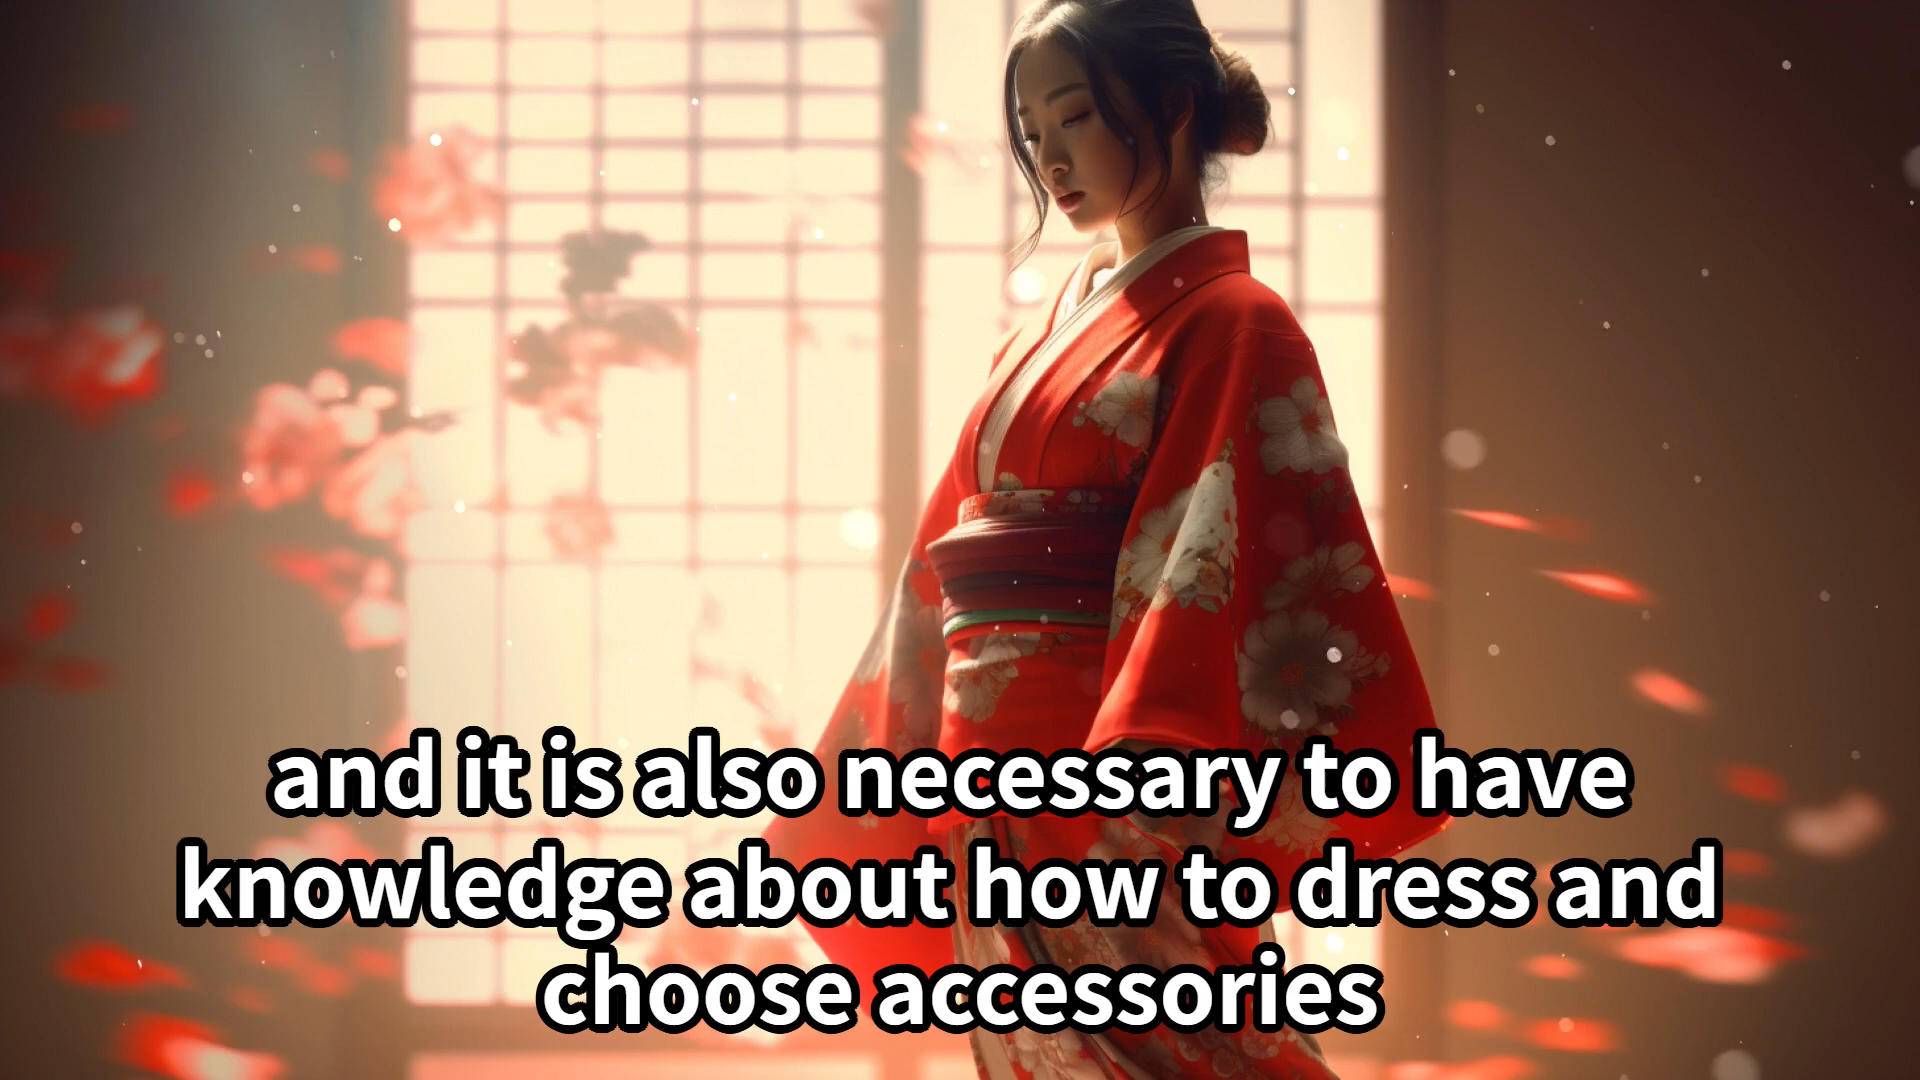 and it is also necessary to have
knowledge about how to dress and
choose accessories